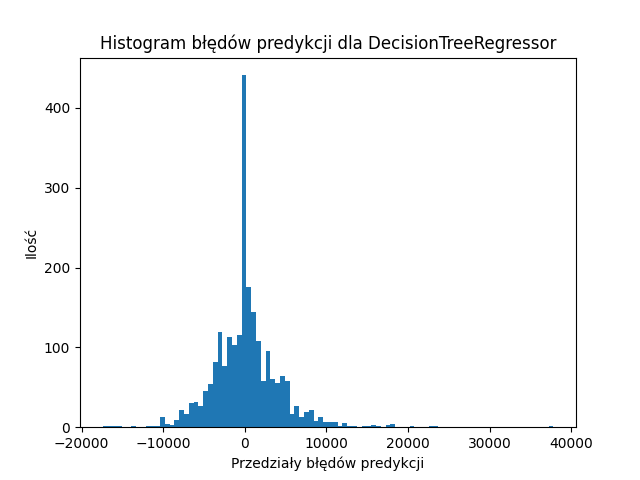 Histogram błędów predykcji dla DecisionTreeRegressor
400
300
200
100
0
Ilość
−20000 −10000 0 10000 20000 30000 40000
Przedziały błędów predykcji